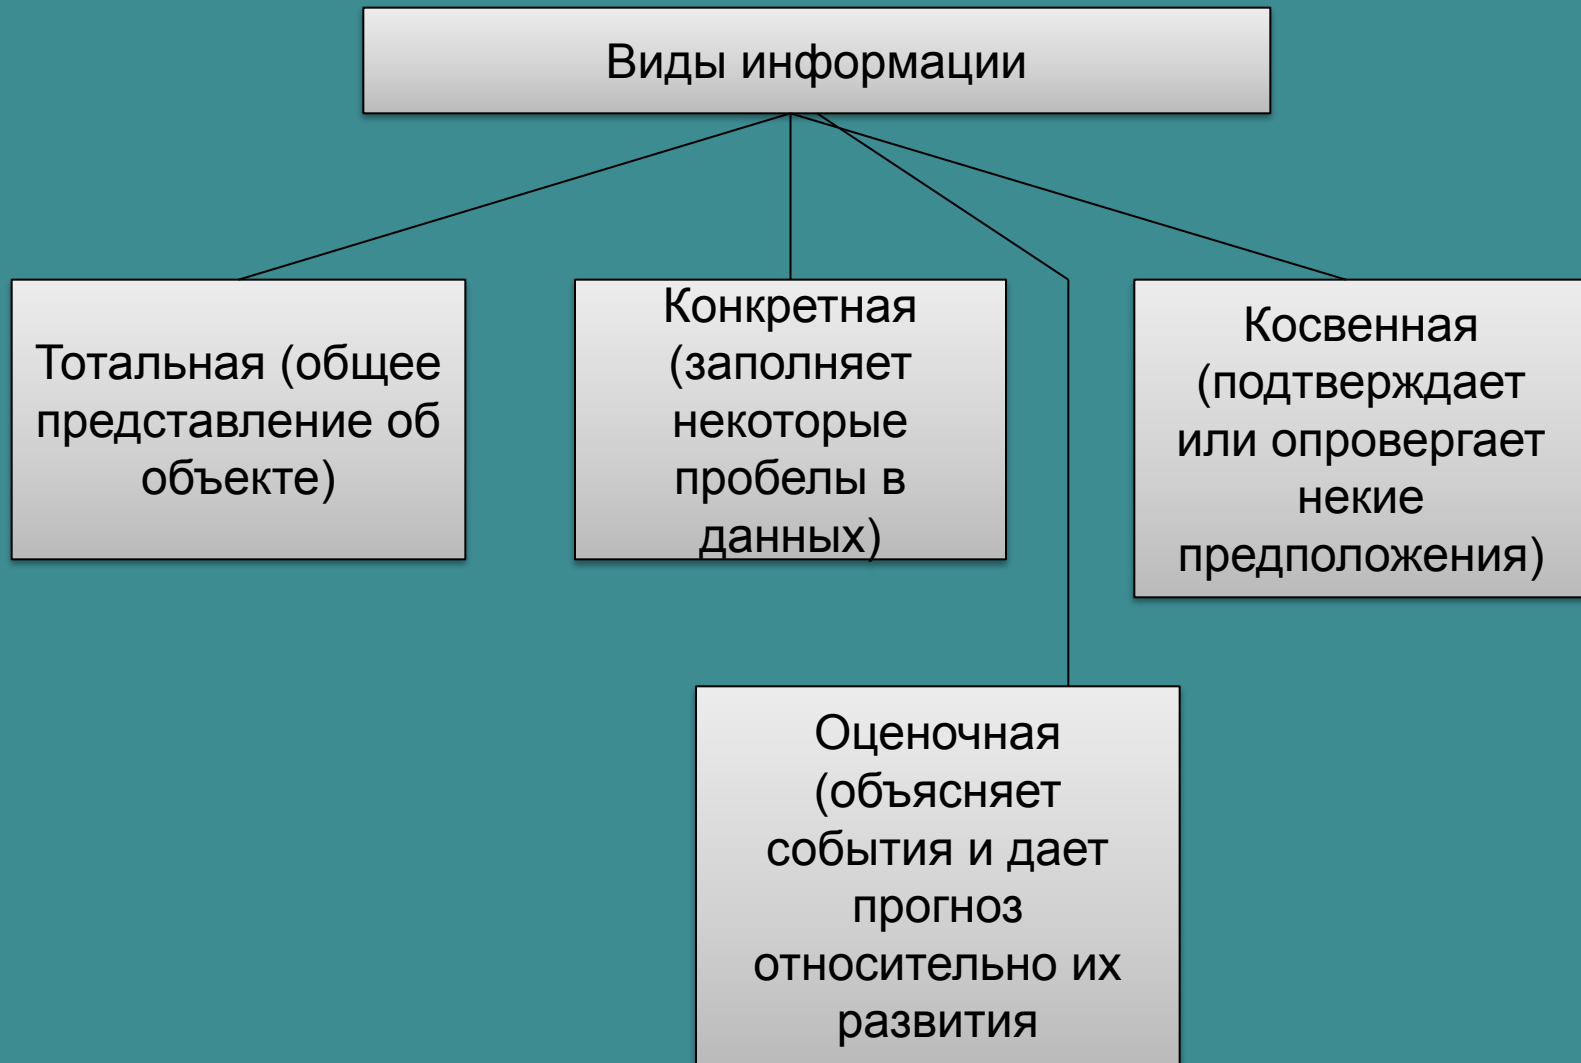 Виды информации
Тотальная (общее
представление об
объекте)
Конкретная
(заполняет
некоторые
пробелы в
данных)
Косвенная
(подтверждает
или опровергает
некие
предположения)
Оценочная
(объясняет
события и дает
прогноз
относительно их
развития